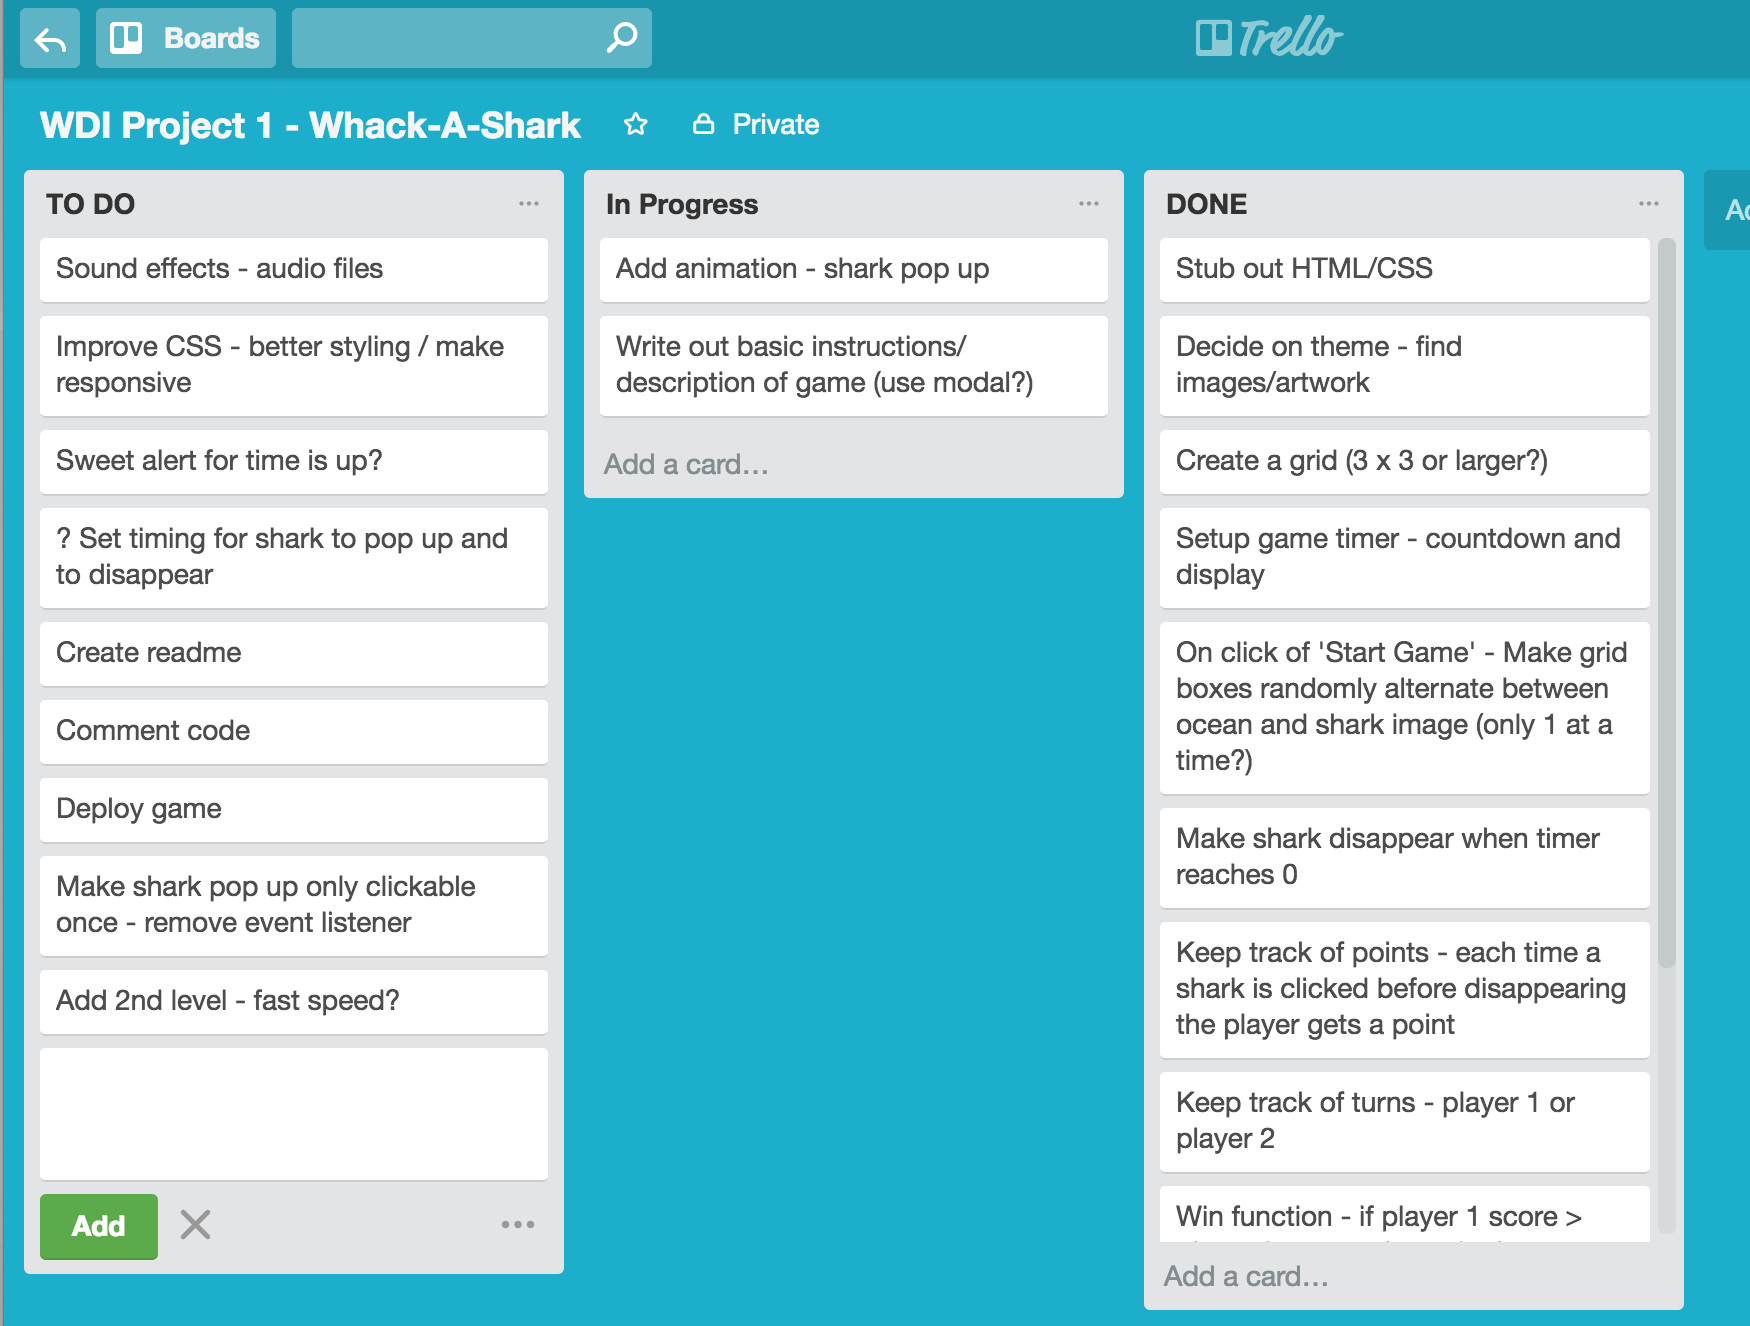 Boards
Trello
WDI Project 1 - Whack-A-Shark
Private
TO DO
Sound effects - audio files
Improve CSS - better styling / make
responsive
Sweet alert for time is up?
? Set timing for shark to pop up and
to disappear
Create readme
Comment code
Deploy game
Make shark pop up only clickable
once - remove event listener
Add 2nd level - fast speed?
Add
In Progress
Add animation - shark pop up
Write out basic instructions/
description of game (use modal?)
Add a card...
DONE
Stub out HTML/CSS
Decide on theme - find
images/artwork
Create a grid (3 x 3 or larger?)
Setup game timer - countdown and
display
On click of 'Start Game' - Make grid
boxes randomly alternate between
ocean and shark image (only 1 at a
time?)
Make shark disappear when timer
reaches 0
Keep track of points - each time a
shark is clicked before disappearing
the player gets a point
Keep track of turns - player 1 or
player 2
Win function - if player 1 score >
Add a card...